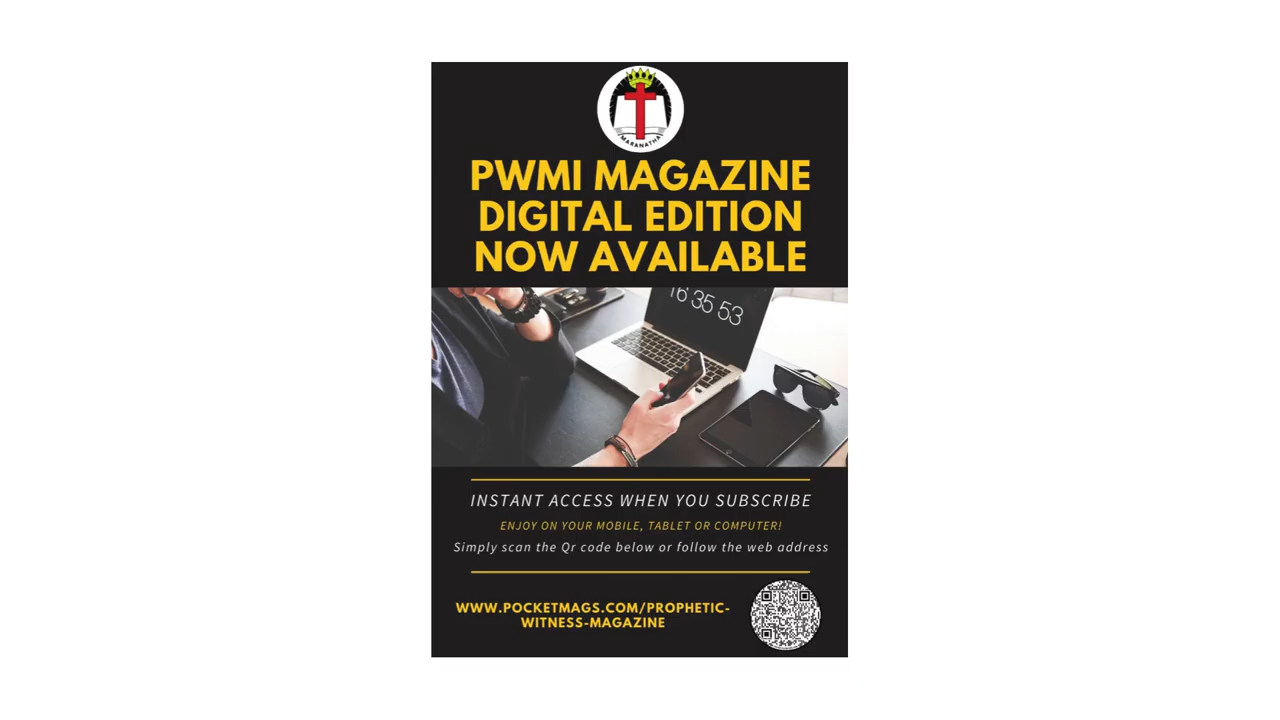 MARANATHA
PWMI MAGAZINE
DIGITAL EDITION
NOW AVAILABLE
16 35 53
INSTANT ACCESS WHEN YOU SUBSCRIBE
ENJOY ON YOUR MOBILE, TABLET OR COMPUTER!
Simply scan the Qr code below or follow the web address
WWW.POCKETMAGS.COM/PROPHETIC-
WITNESS-MAGAZINE